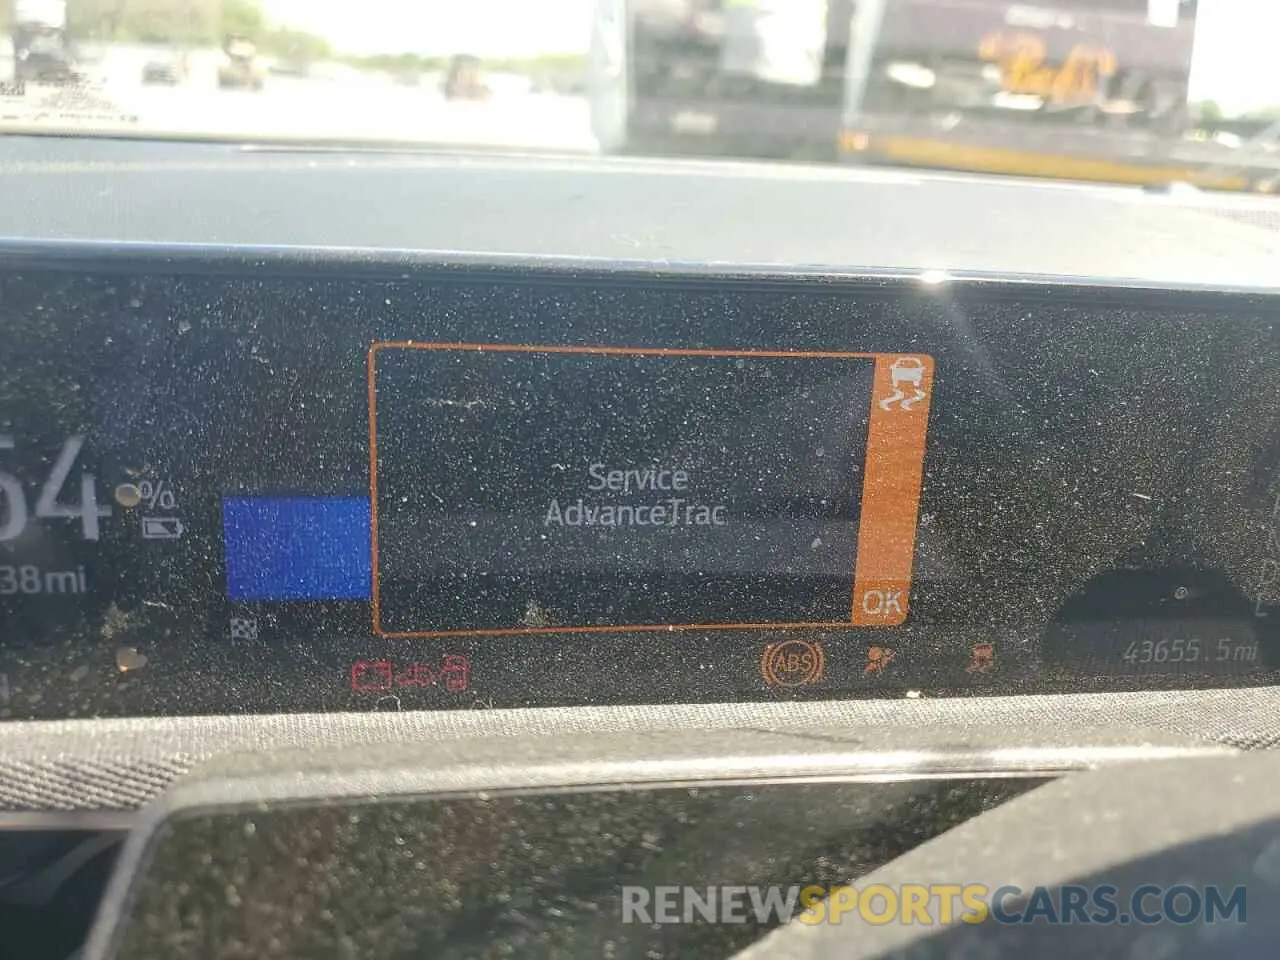 54 %
38mi
Service
AdvanceTrac
OK
ABS
43655.5mi
RENEWSPORTSCARS.COM